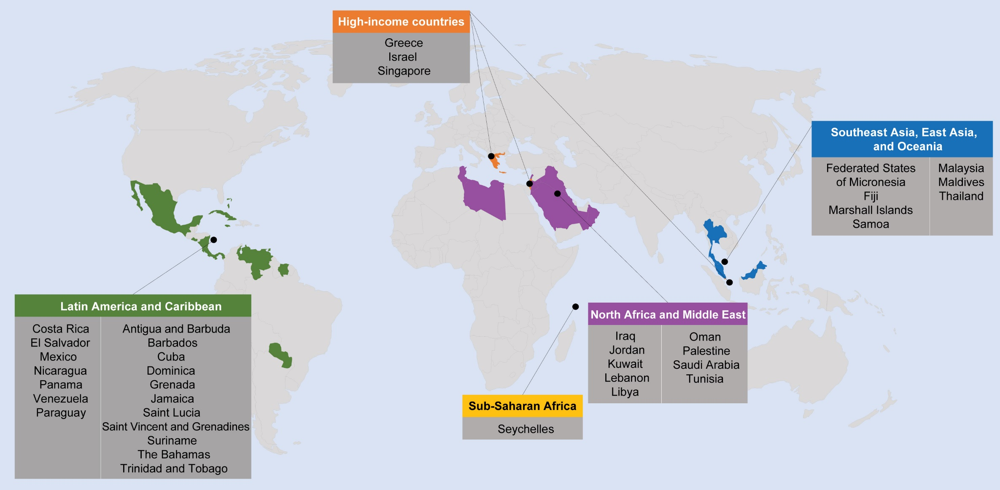 High-income countries
Greece
Israel
Singapore
Southeast Asia, East Asia,
and Oceania
Federated States
of Micronesia
Fiji
Marshall Islands
Samoa
Malaysia
Maldives
Thailand
Latin America and Caribbean
Costa Rica
El Salvador
Mexico
Nicaragua
Panama
Venezuela
Paraguay
Antigua and Barbuda
Barbados
Cuba
Dominica
Grenada
Jamaica
Saint Lucia
Saint Vincent and Grenadines
Suriname
The Bahamas
Trinidad and Tobago
North Africa and Middle East
Iraq
Jordan
Kuwait
Lebanon
Libya
Oman
Palestine
Saudi Arabia
Tunisia
Sub-Saharan Africa
Seychelles